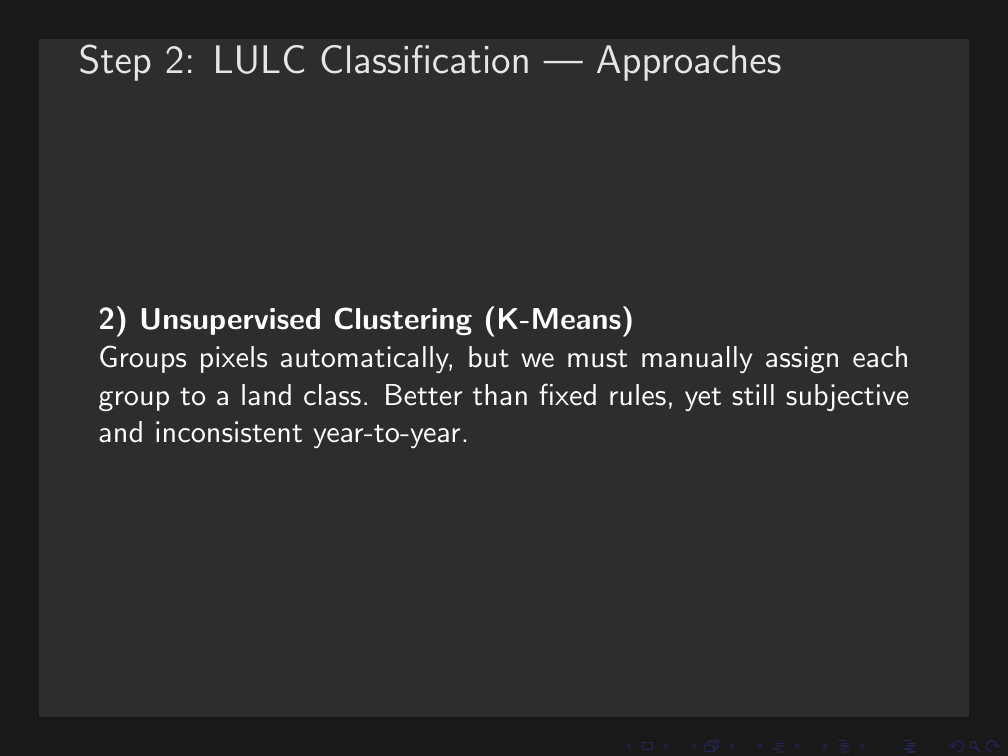 Step 2: LULC Classification — Approaches
2) Unsupervised Clustering (K-Means)
Groups pixels automatically, but we must manually assign each
group to a land class. Better than fixed rules, yet still subjective
and inconsistent year-to-year.